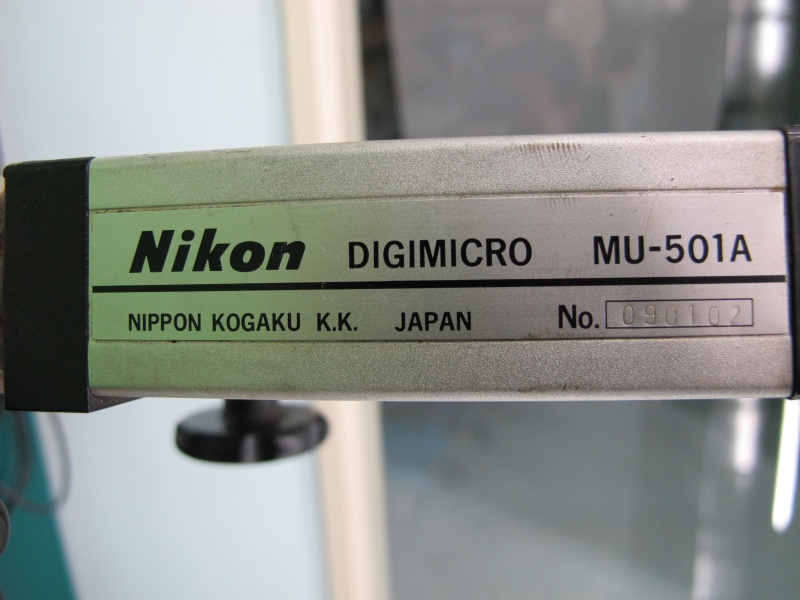 Nikon DIGIMICRO MU-501A
NIPPON KOGAKU K.K. JAPAN No. 090102